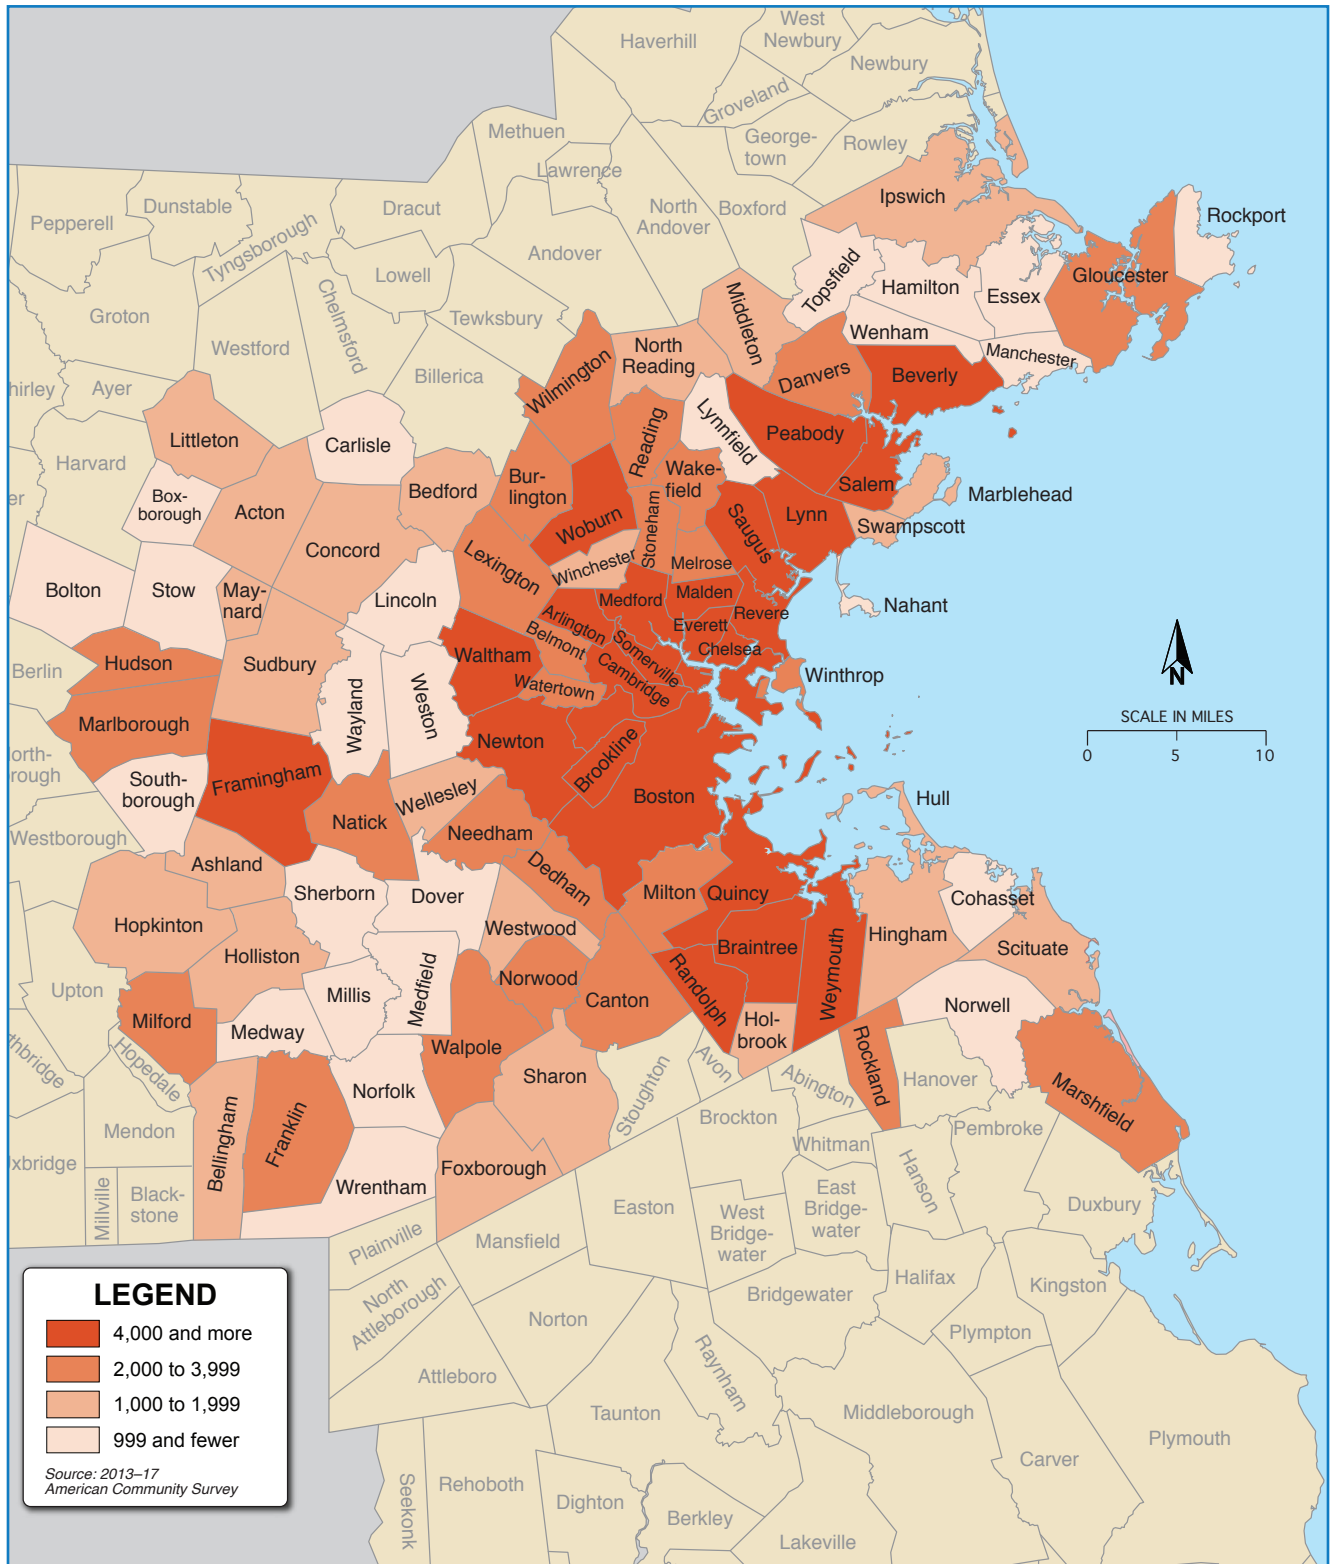 Haverhill
West
Newbury
Newbury
Groveland
Methuen
George-
town
Rowley
Lawrence
Ipswich
Pepperell
Dunstable
Dracut
North
Andover
Boxford
Rockport
Tyngsborough
Andover
Lowell
Topsfield
Hamilton
Essex
Gloucester
Groton
Chelmsford
Tewksbury
Middleton
Wenham
Westford
North
Reading
Manchester
hirley
Ayer
Billerica
Wilmington
Danvers
Beverly
Littleton
Carlisle
Reading
Lynnfield
Peabody
Harvard
Bedford
Bur-
lington
Wake-
field
Salem
Marblehead
er
Box-
borough
Acton
Woburn
Stoneham
Saugus
Lynn
Swampscott
Concord
Lexington
Winchester
Melrose
Bolton
Stow
May-
nard
Lincoln
Medford
Malden
Nahant
Arlington
Everett
Revere
Berlin
Hudson
Sudbury
Waltham
Belmont
Somerville
Chelsea
Winthrop
Watertown
Cambridge
Marlborough
Wayland
Weston
Newton
Brookline
orth-
rough
South-
borough
Framingham
Boston
Wellesley
Hull
Westborough
Natick
Needham
Ashland
Sherborn
Dover
Dedham
Milton
Quincy
Cohasset
Hopkinton
Westwood
Braintree
Weymouth
Hingham
Scituate
Holliston
Medfield
Norwood
Canton
Randolph
Upton
Millis
Norwell
Milford
Medway
Walpole
Hol-
brook
Rockland
thbridge
Hopedale
Norfolk
Sharon
Stoughton
Avon
Abington
Hanover
Marshfield
Mendon
Bellingham
Franklin
Brockton
Whitman
Pembroke
xbridge
Foxborough
Hanson
Millville
Black-
stone
Wrentham
Easton
West
Bridge-
water
East
Bridge-
water
Duxbury
Plainville
Mansfield
Halifax
Kingston
North
Attleborough
Norton
Bridgewater
Plympton
Attleboro
Raynham
Taunton
Middleborough
Plymouth
Carver
Seekonk
Rehoboth
Dighton
Berkley
Lakeville
N
SCALE IN MILES
0 5 10
LEGEND
4,000 and more
2,000 to 3,999
1,000 to 1,999
999 and fewer
Source: 2013–17
American Community Survey